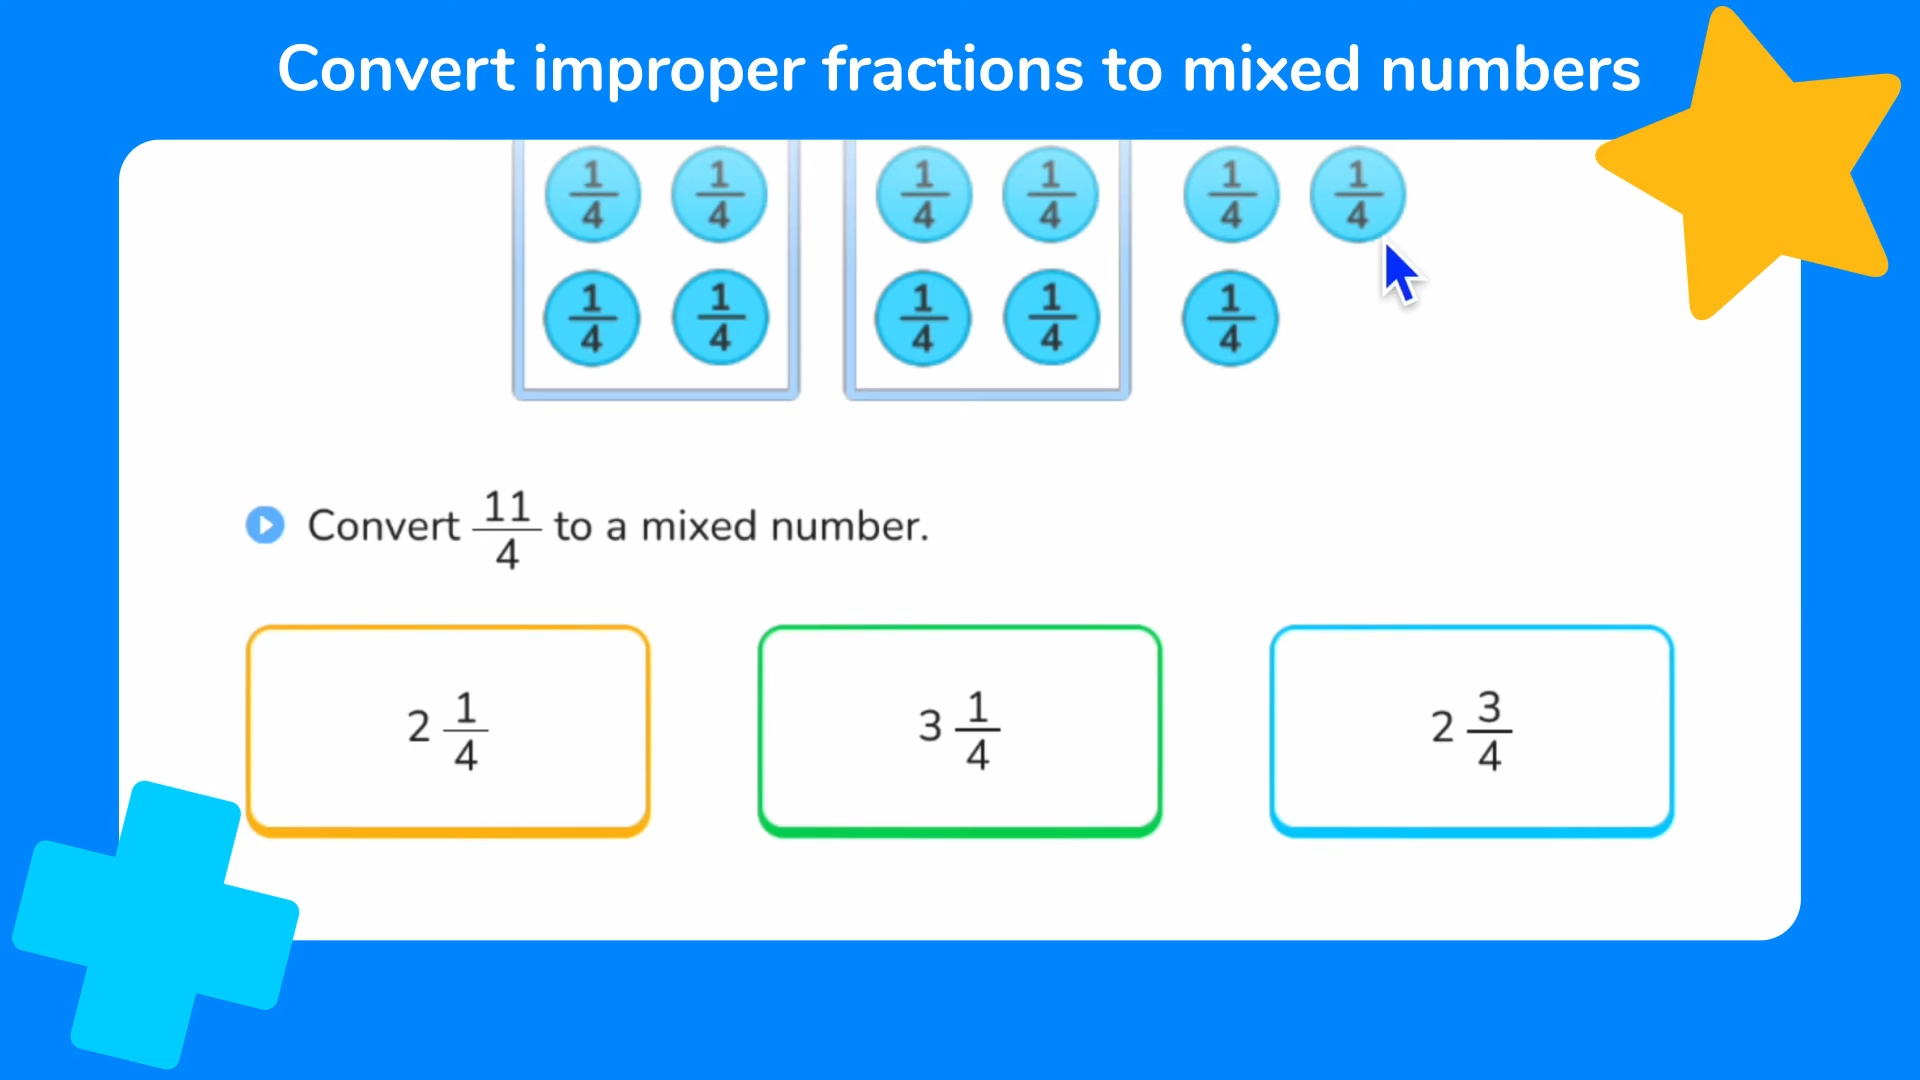 Convert improper fractions to mixed numbers
1/4 1/4 1/4 1/4 1/4 1/4
1/4 1/4 1/4 1/4 1/4
Convert 11/4 to a mixed number.
2 1/4
3 1/4
2 3/4